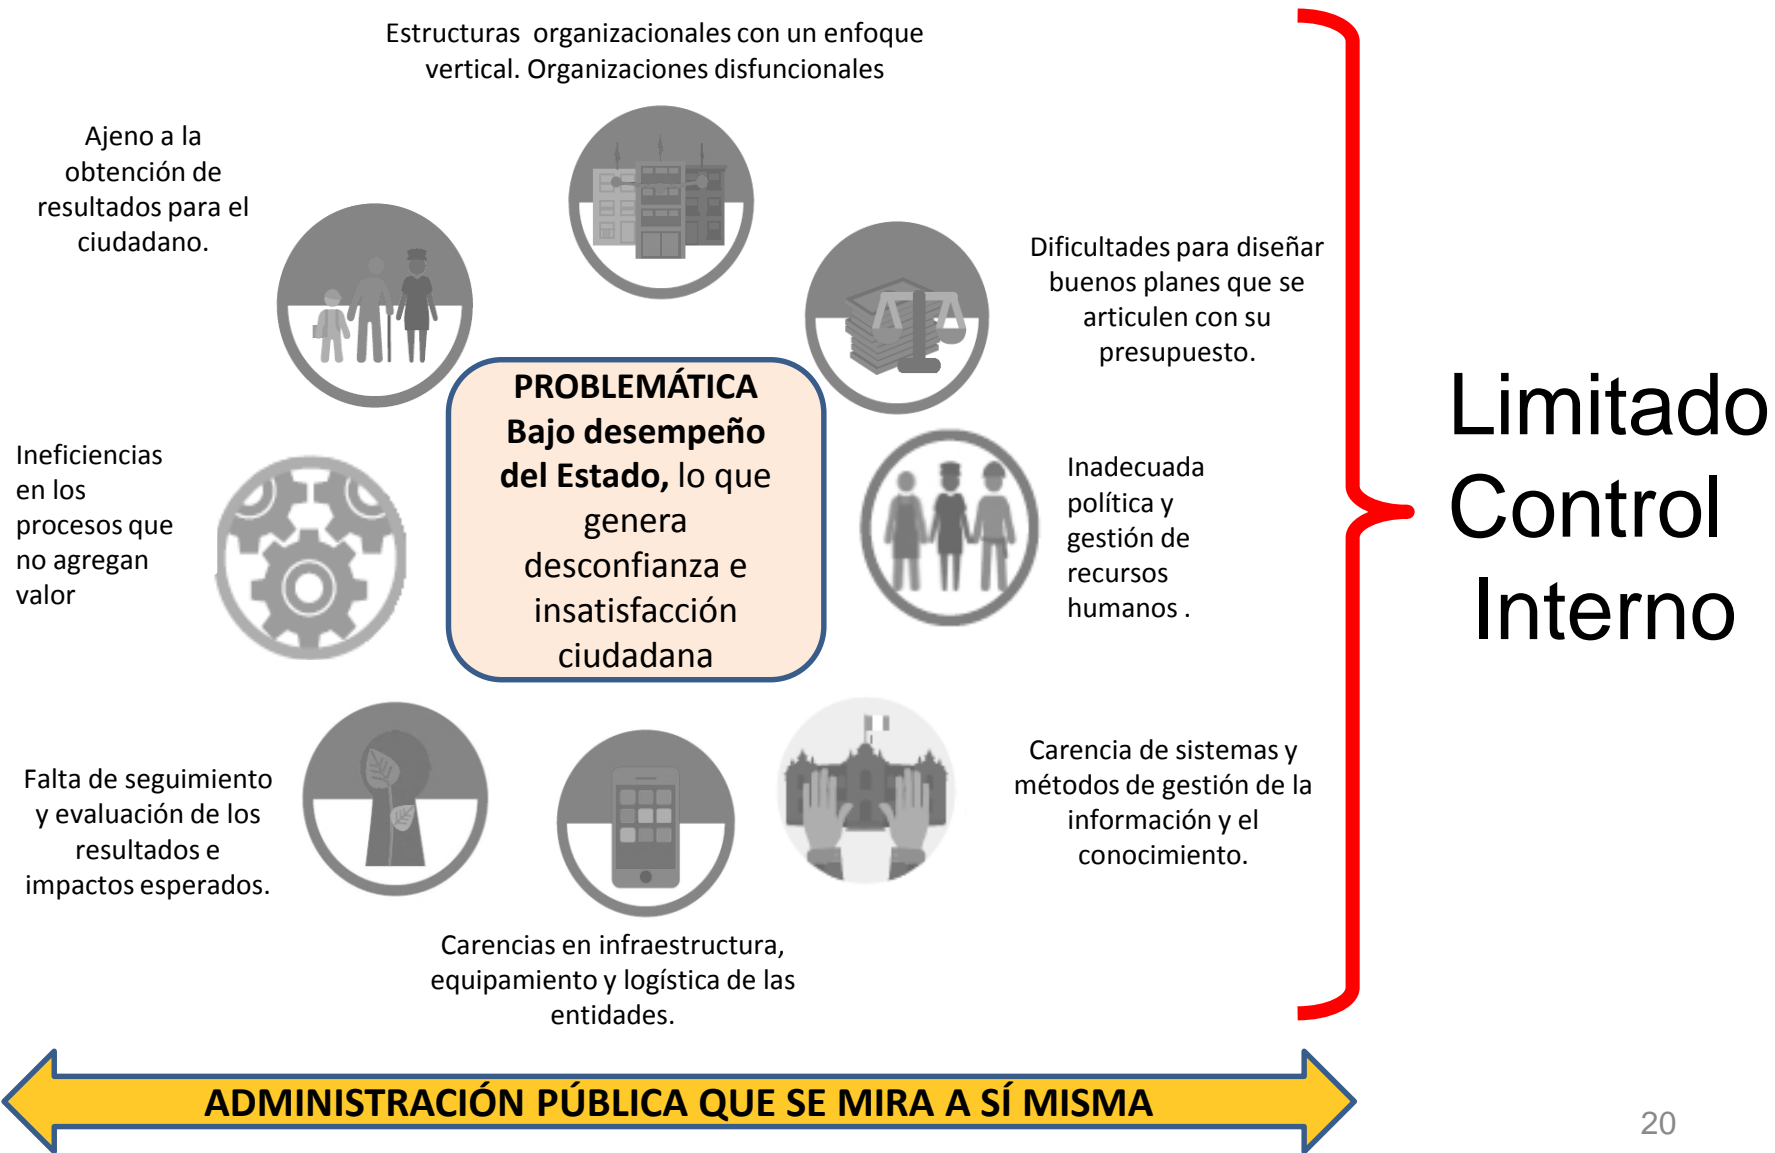 Estructuras organizacionales con un enfoque
vertical. Organizaciones disfuncionales
Ajeno a la
obtención de
resultados para el
ciudadano.
Dificultades para diseñar
buenos planes que se
articulen con su
presupuesto.
PROBLEMÁTICA
Bajo desempeño
del Estado, lo que
genera
desconfianza e
insatisfacción
ciudadana
Ineficiencias
en los
procesos que
no agregan
valor
Inadecuada
política y
gestión de
recursos
humanos .
Limitado
Control
Interno
Falta de seguimiento
y evaluación de los
resultados e
impactos esperados.
Carencia de sistemas y
métodos de gestión de la
información y el
conocimiento.
Carencias en infraestructura,
equipamiento y logística de las
entidades.
ADMINISTRACIÓN PÚBLICA QUE SE MIRA A SÍ MISMA
20